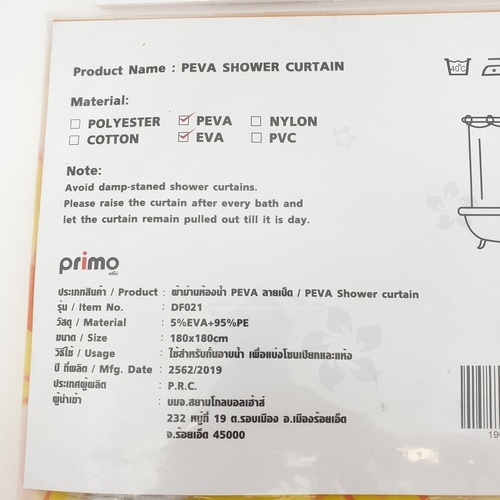 Product Name : PEVA SHOWER CURTAIN
40°C
Material:
POLYESTER PEVA NYLON
COTTON EVA PVC
Note:
Avoid damp-staned shower curtains.
Please raise the curtain after every bath and
let the curtain remain pulled out till it is day.
primo
พรีโม่
ประเภทสินค้า / Product : ผ้าม่านห้องน้ำ PEVA ลายเป็ด / PEVA Shower curtain
รุ่น / Item No. : DF021
วัสดุ / Material : 5%EVA+95%PE
ขนาด / Size : 180x180cm
วิธีใช้ / Usage : ใช้สำหรับกั้นอาบน้ำ เพื่อแบ่งโซนเปียกและแห้ง
ปี ที่ผลิต / Mfg. Date : 2562/2019
ประเทศผู้ผลิต : P.R.C.
ผู้นำเข้า : บมจ.สยามโกลบอลเฮ้าส์
232 หมู่ที่ 19 ต.รอบเมือง อ.เมืองร้อยเอ็ด
จ.ร้อยเอ็ด 45000